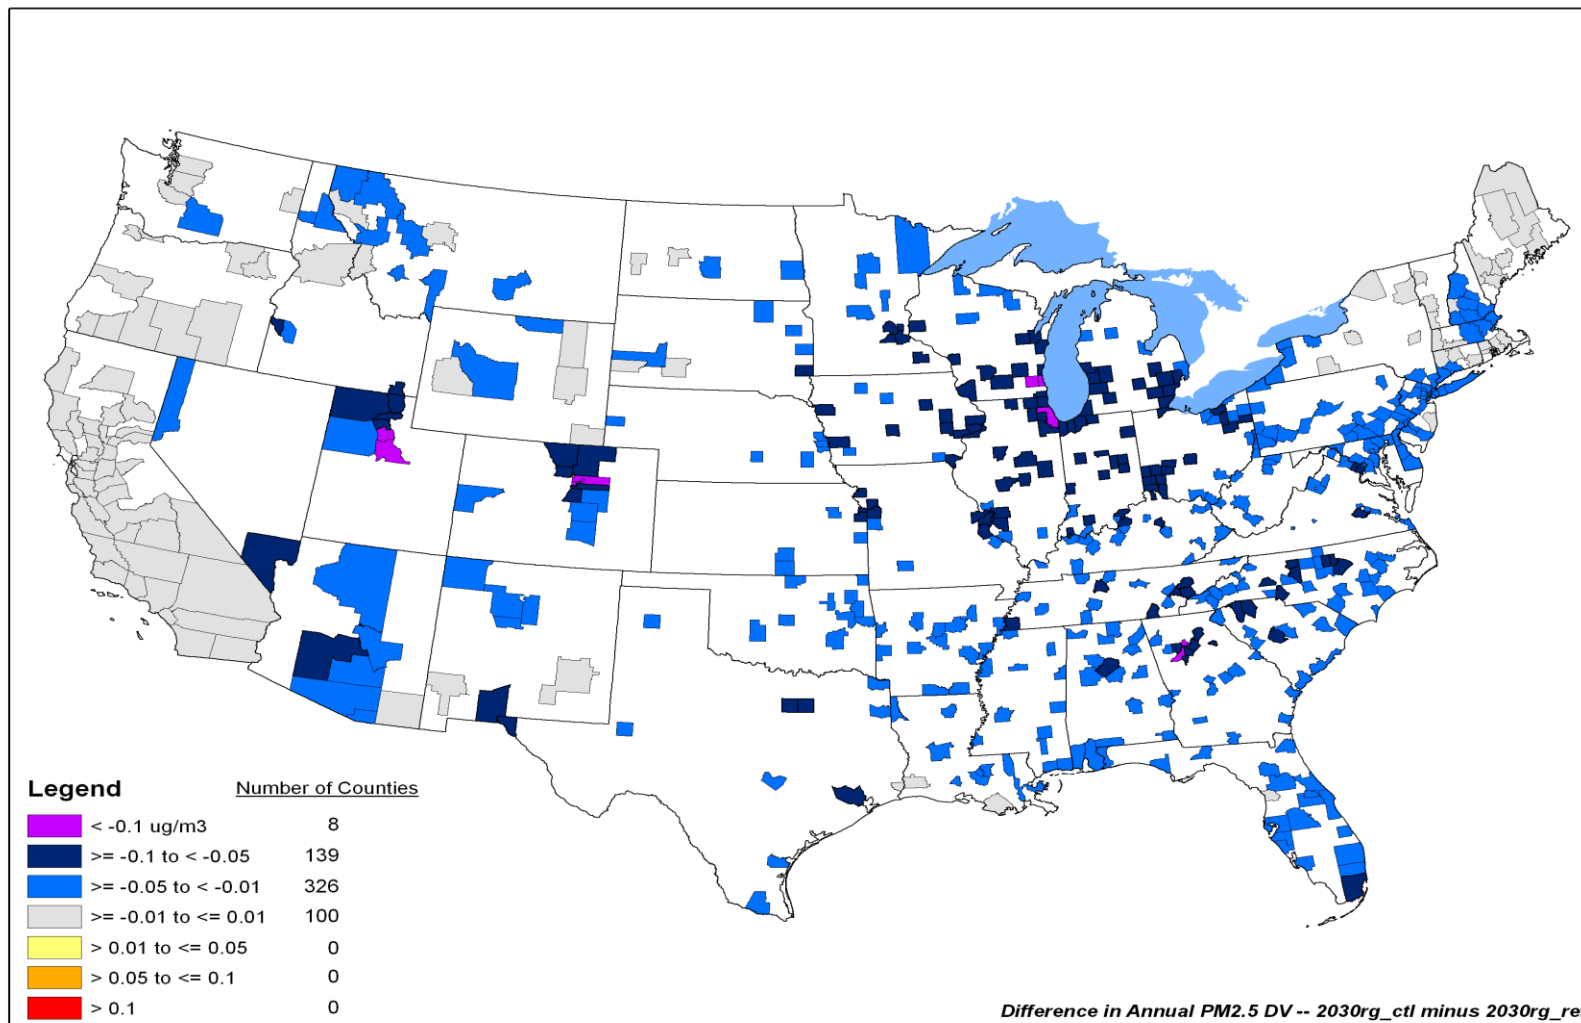 Legend Number of Counties
< -0.1 ug/m3 8
>= -0.1 to < -0.05 139
>= -0.05 to < -0.01 326
>= -0.01 to <= 0.01 100
> 0.01 to <= 0.05 0
> 0.05 to <= 0.1 0
> 0.1 0
Difference in Annual PM2.5 DV -- 2030rg_ctl minus